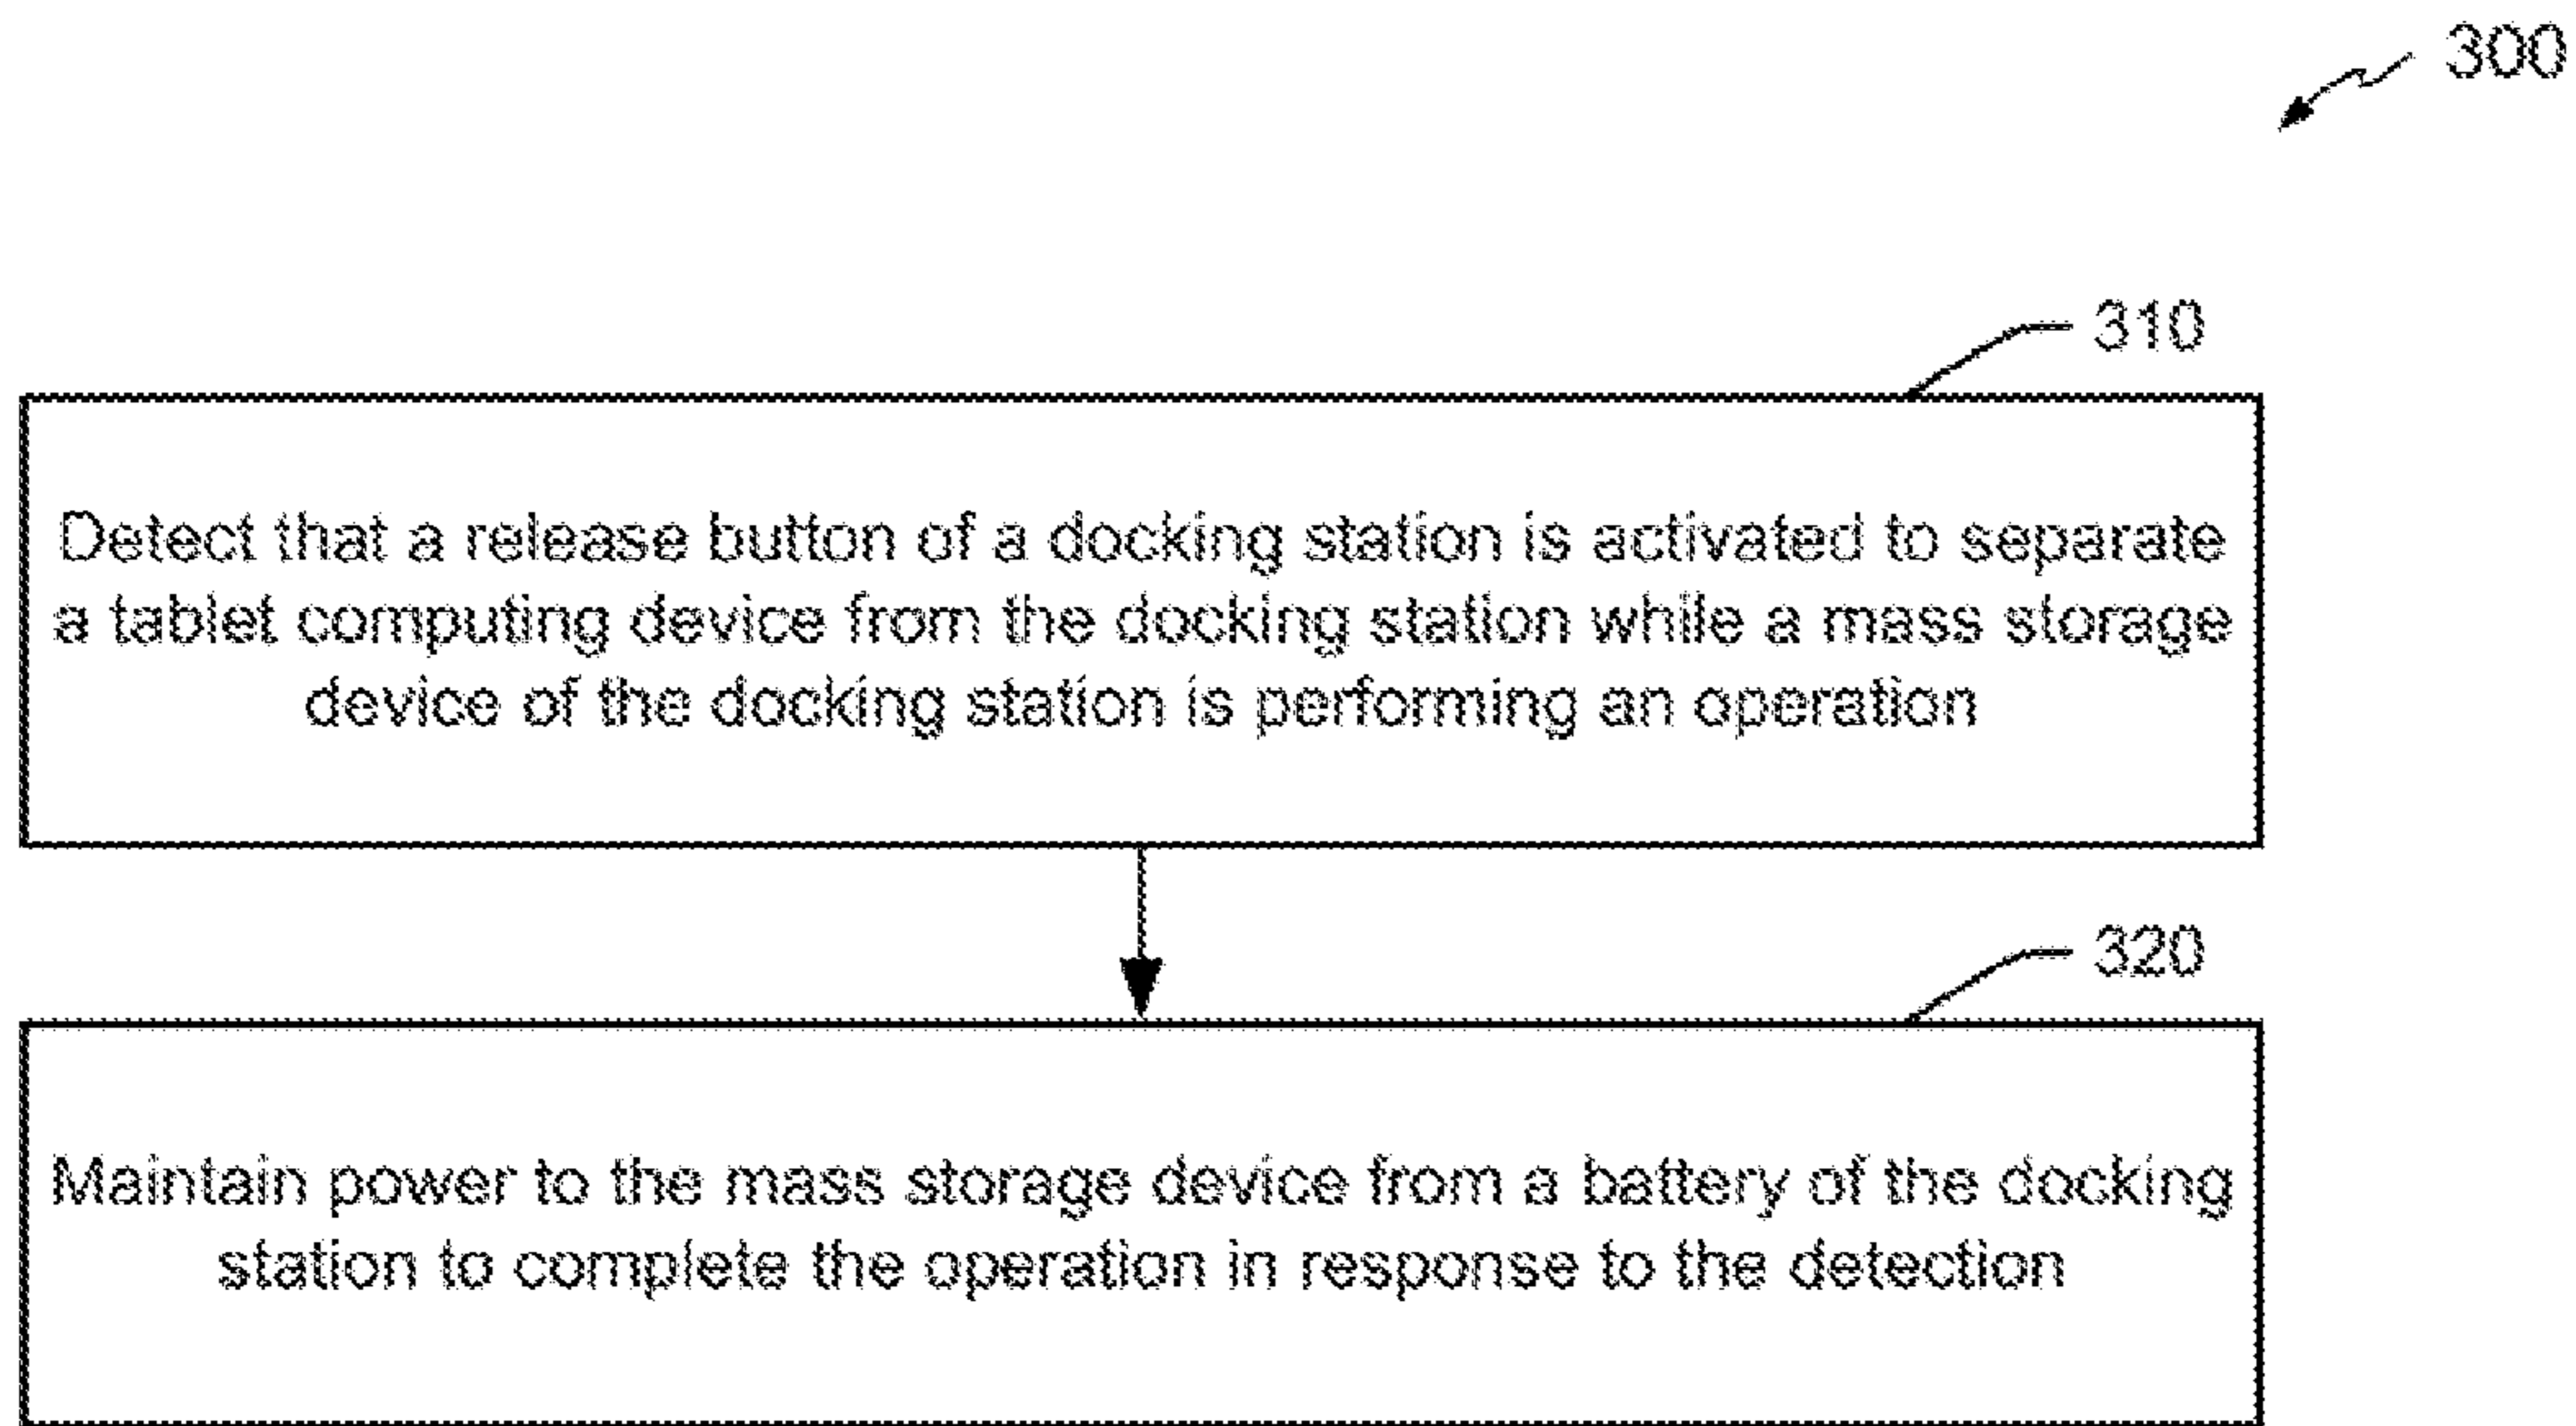 300
310
Detect that a release button of a docking station is activated to separate
a tablet computing device from the docking station while a mass storage
device of the docking station is performing an operation
320
Maintain power to the mass storage device from a battery of the docking
station to complete the operation in response to the detection